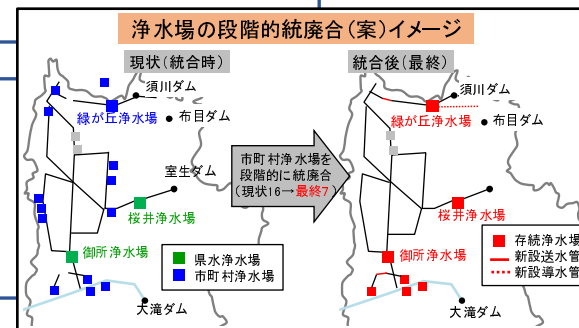 浄水場の段階的統廃合(案)イメージ
現状(統合時)
須川ダム
緑が丘浄水場
布目ダム
室生ダム
桜井浄水場
御所浄水場
大滝ダム
県水浄水場
市町村浄水場
市町村浄水場を
段階的に統廃合
(現状16→最終7)
統合後(最終)
須川ダム
緑が丘浄水場
布目ダム
室生ダム
桜井浄水場
御所浄水場
大滝ダム
存続浄水場
新設送水管
新設導水管